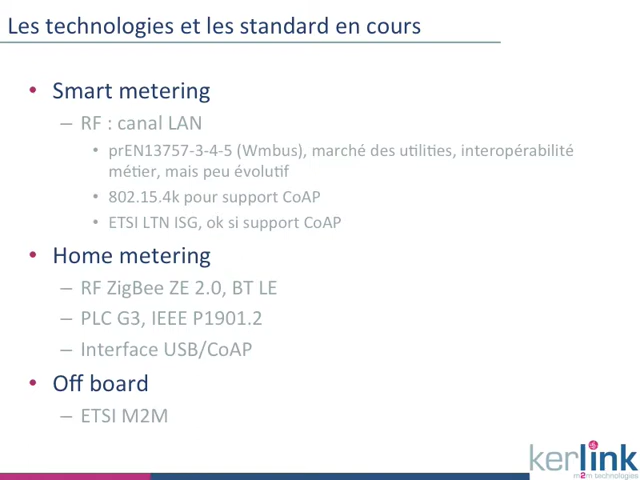 Les technologies et les standard en cours
• Smart metering
– RF : canal LAN
• prEN13757-3-4-5 (Wmbus), marché des utilities, interopérabilité
métier, mais peu évolutif
• 802.15.4k pour support CoAP
• ETSI LTN ISG, ok si support CoAP
• Home metering
– RF ZigBee ZE 2.0, BT LE
– PLC G3, IEEE P1901.2
– Interface USB/CoAP
• Off board
– ETSI M2M
kerlink
m2m technologies